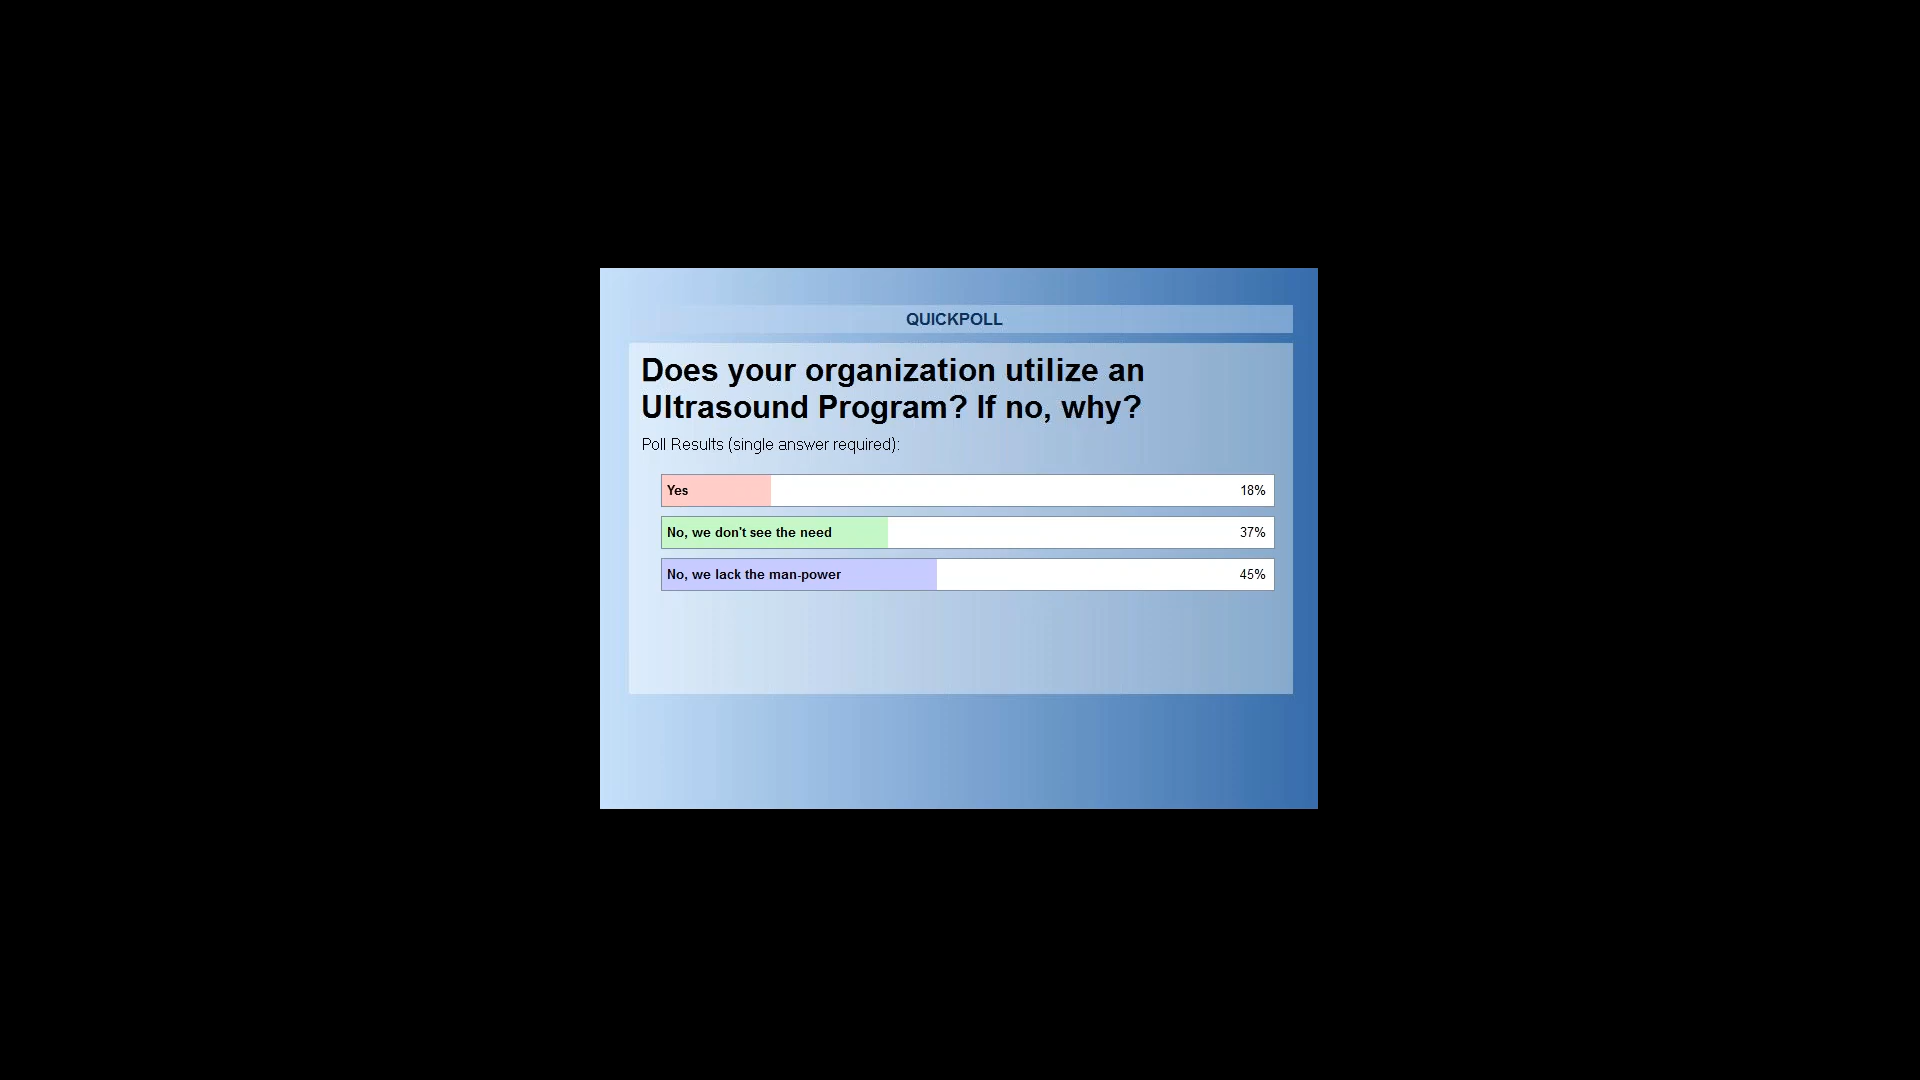 QUICKPOLL
Does your organization utilize an
Ultrasound Program? If no, why?
Poll Results (single answer required):
Yes 18%
No, we don't see the need 37%
No, we lack the man-power 45%